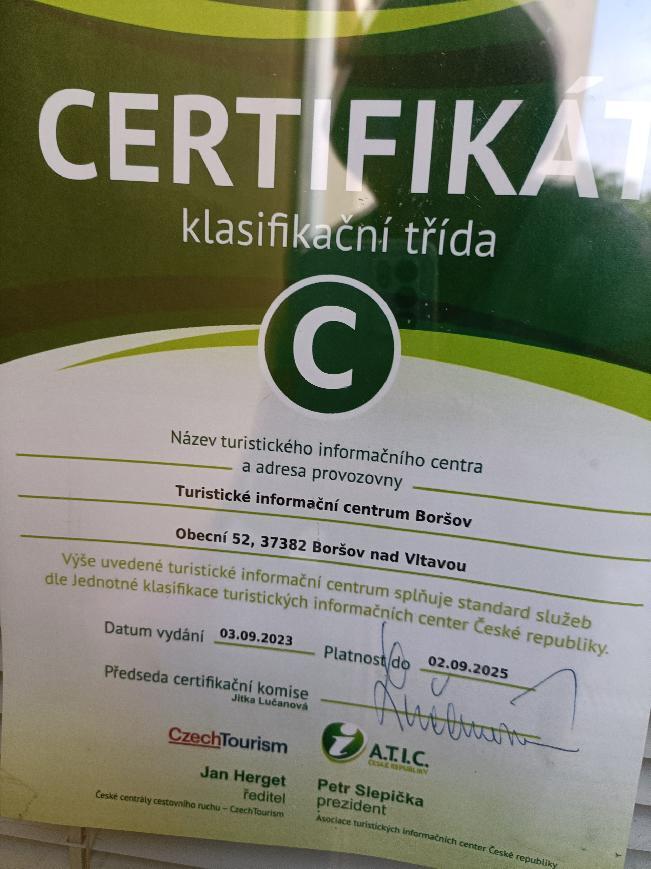 CERTIFIKÁT
klasifikační třída
C
Název turistického informačního centra
a adresa provozovny
Turistické informační centrum Boršov
Obecní 52, 37382 Boršov nad Vltavou
Výše uvedené turistické informační centrum splňuje standard služeb
dle Jednotné klasifikace turistických informačních center České republiky.
Datum vydání 03.09.2023 Platnost do 02.09.2025
Předseda certifikační komise
Jitka Lučanová
CzechTourism
i A.T.I.C.
ČESKÉ REPUBLIKY
Jan Herget
ředitel
České centrály cestovního ruchu – CzechTourism
Petr Slepička
prezident
Asociace turistických informačních center České republiky